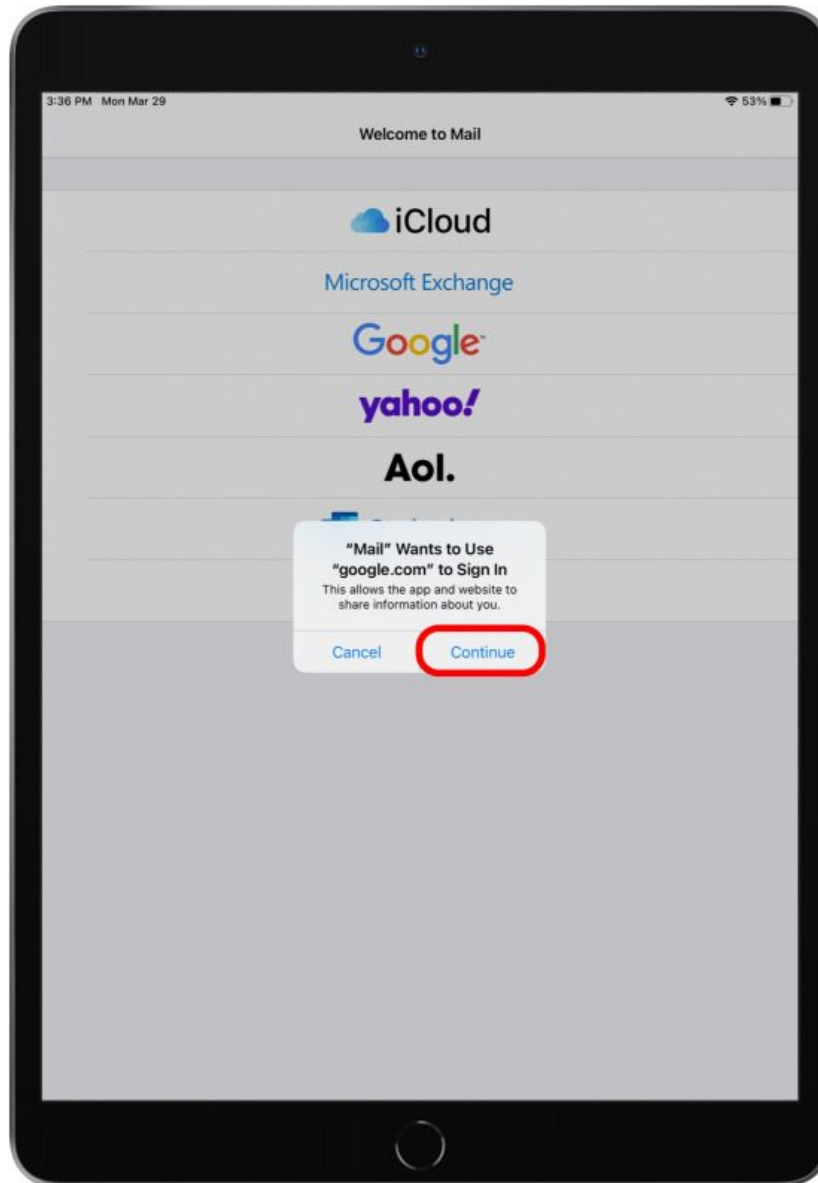 3:36 PM Mon Mar 29
53%
Welcome to Mail
iCloud
Microsoft Exchange
Google
yahoo!
Aol.
"Mail" Wants to Use
"google.com" to Sign In
This allows the app and website to
share information about you.
Cancel
Continue